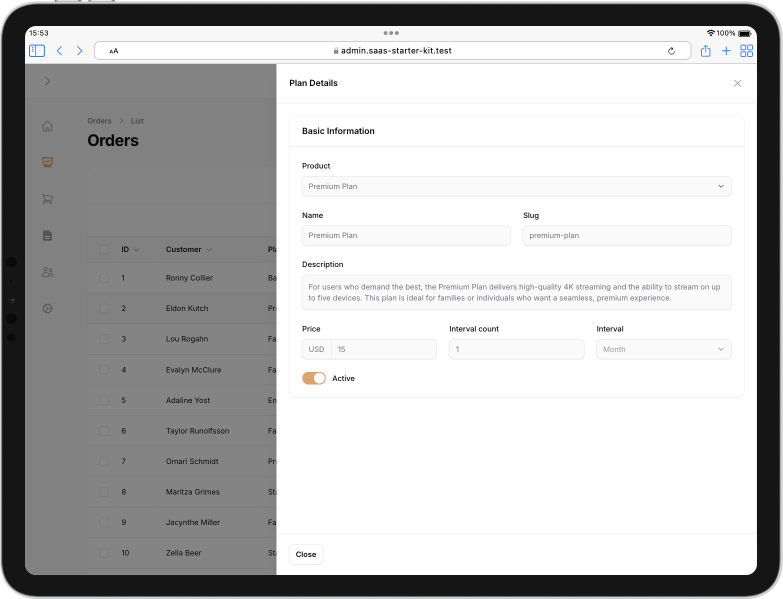 15:53
100%
AA
admin.saas-starter-kit.test
Plan Details
Orders
List
Orders
Basic Information
Product
Premium Plan
Name
Slug
Premium Plan
premium-plan
Description
For users who demand the best, the Premium Plan delivers high-quality 4K streaming and the ability to stream on up
to five devices. This plan is ideal for families or individuals who want a seamless, premium experience.
Price
Interval count
Interval
USD
15
1
Month
Active
Close
ID
Customer
Pla
1
Ronny Collier
Ba
2
Eldon Kutch
Pre
3
Lou Rogahn
Fa
4
Evalyn McClure
Fa
5
Adaline Yost
En
6
Taylor Runolfsson
Fa
7
Omari Schmidt
Pre
8
Maritza Grimes
Sta
9
Jacynthe Miller
Fa
10
Zella Beer
Sta